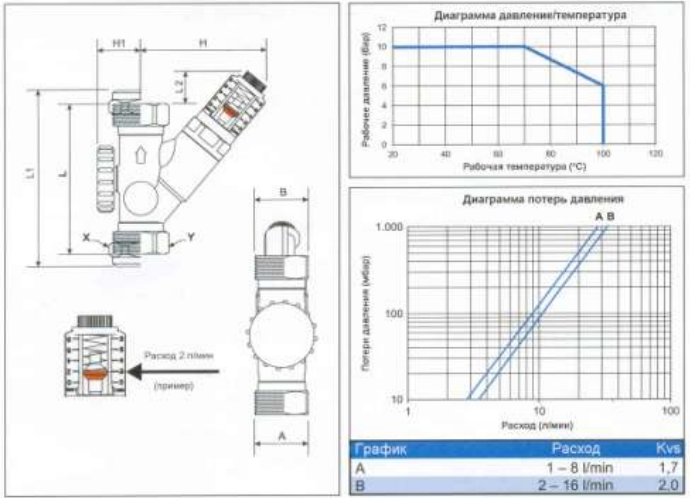 H1
H
L2
L1
L
X
Y
B
A
Расход 2 л/мин
(пример)
Диаграмма давление/температура
Рабочее давление (бар)
12
10
8
6
4
2
0
20
40
60
80
100
120
Рабочая температура (°C)
Диаграмма потерь давления
A B
Потери давления (мбар)
1.000
100
10
1
10
100
Расход (л/мин)
График Расход Kvs
A 1 – 8 l/min 1,7
B 2 – 16 l/min 2,0